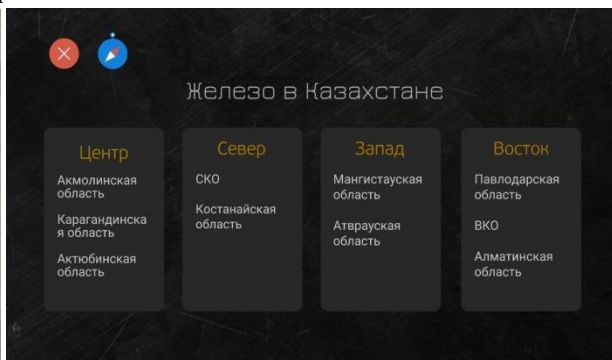 Железо в Казахстане
Центр
Акмолинская
область
Карагандинска
я область
Актюбинская
область
Север
СКО
Костанайская
область
Запад
Мангистауская
область
Атврауская
область
Восток
Павлодарская
область
ВКО
Алматинская
область